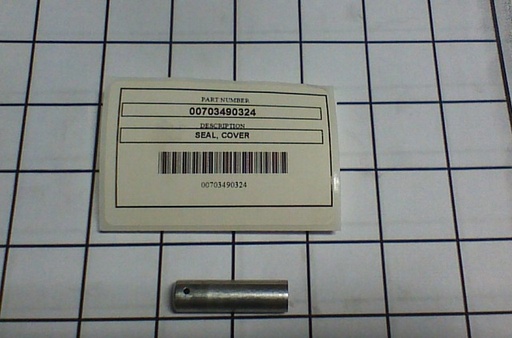 PART NUMBER
00703490324
DESCRIPTION
SEAL, COVER
00703490324